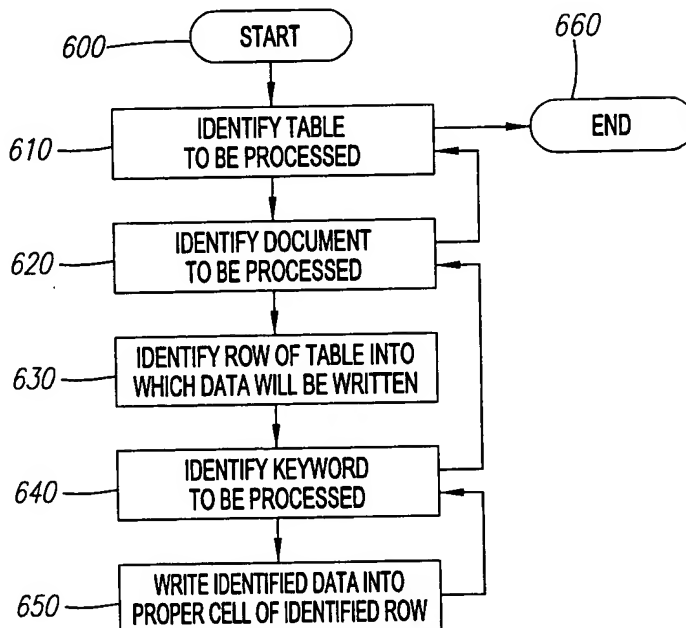 600
START
660
END
610
IDENTIFY TABLE
TO BE PROCESSED
620
IDENTIFY DOCUMENT
TO BE PROCESSED
630
IDENTIFY ROW OF TABLE INTO
WHICH DATA WILL BE WRITTEN
640
IDENTIFY KEYWORD
TO BE PROCESSED
650
WRITE IDENTIFIED DATA INTO
PROPER CELL OF IDENTIFIED ROW